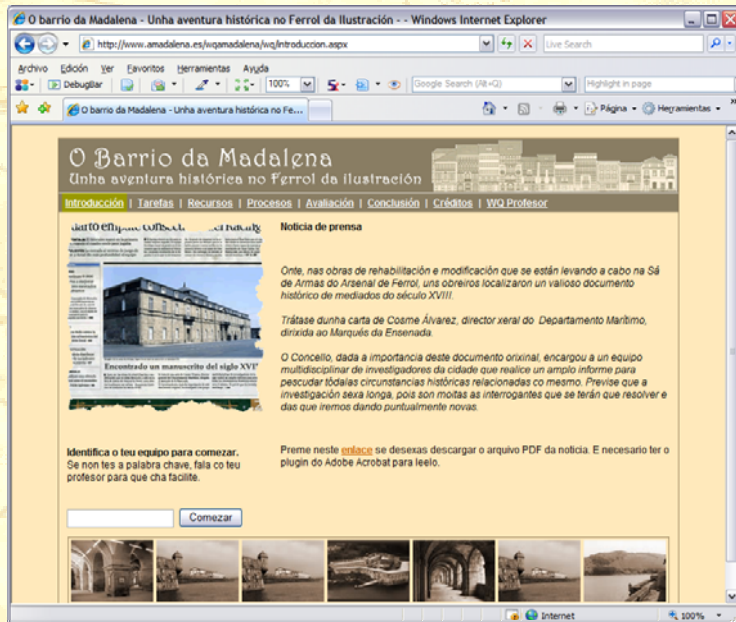 O barrio da Madalena - Unha aventura histórica no Ferrol da Ilustración - - Windows Internet Explorer
http://www.amadalena.es/wqamadalena/wq/introduccion.aspx
Live Search
Archivo Edición Ver Favoritos Herramientas Ayuda
DebugBar
100%
Google Search (Alt+Q)
Highlight in page
O barrio da Madalena - Unha aventura histórica no Fe...
Página
Herramientas
O Barrio da Madalena
Unha aventura histórica no Ferrol da ilustración
Introducción | Tarefas | Recursos | Procesos | Avaliación | Conclusión | Créditos | WQ Profesor
Encontrado un manuscrito del siglo XVI
Noticia de prensa
Onte, nas obras de rehabilitación e modificación que se están levando a cabo na Sá
de Armas do Arsenal de Ferrol, uns obreiros localizaron un valioso documento
histórico de mediados do século XVIII.
Trátase dunha carta de Cosme Álvarez, director xeral do Departamento Marítimo,
dirixida ao Marqués da Ensenada.
O Concello, dada a importancia deste documento orixinal, encargou a un equipo
multidisciplinar de investigadores da cidade que realice un amplo informe para
pescudar tódalas circunstancias históricas relacionadas co mesmo. Previse que a
investigación sexa longa, pois son moitas as interrogantes que se terán que resolver e
das que iremos dando puntualmente novas.
Identifica o teu equipo para comezar.
Se non tes a palabra chave, fala co teu
profesor para que cha facilite.
Comezar
Preme neste enlace se desexas descargar o arquivo PDF da noticia. E necesario ter o
plugin do Adobe Acrobat para leelo.
Internet
100%